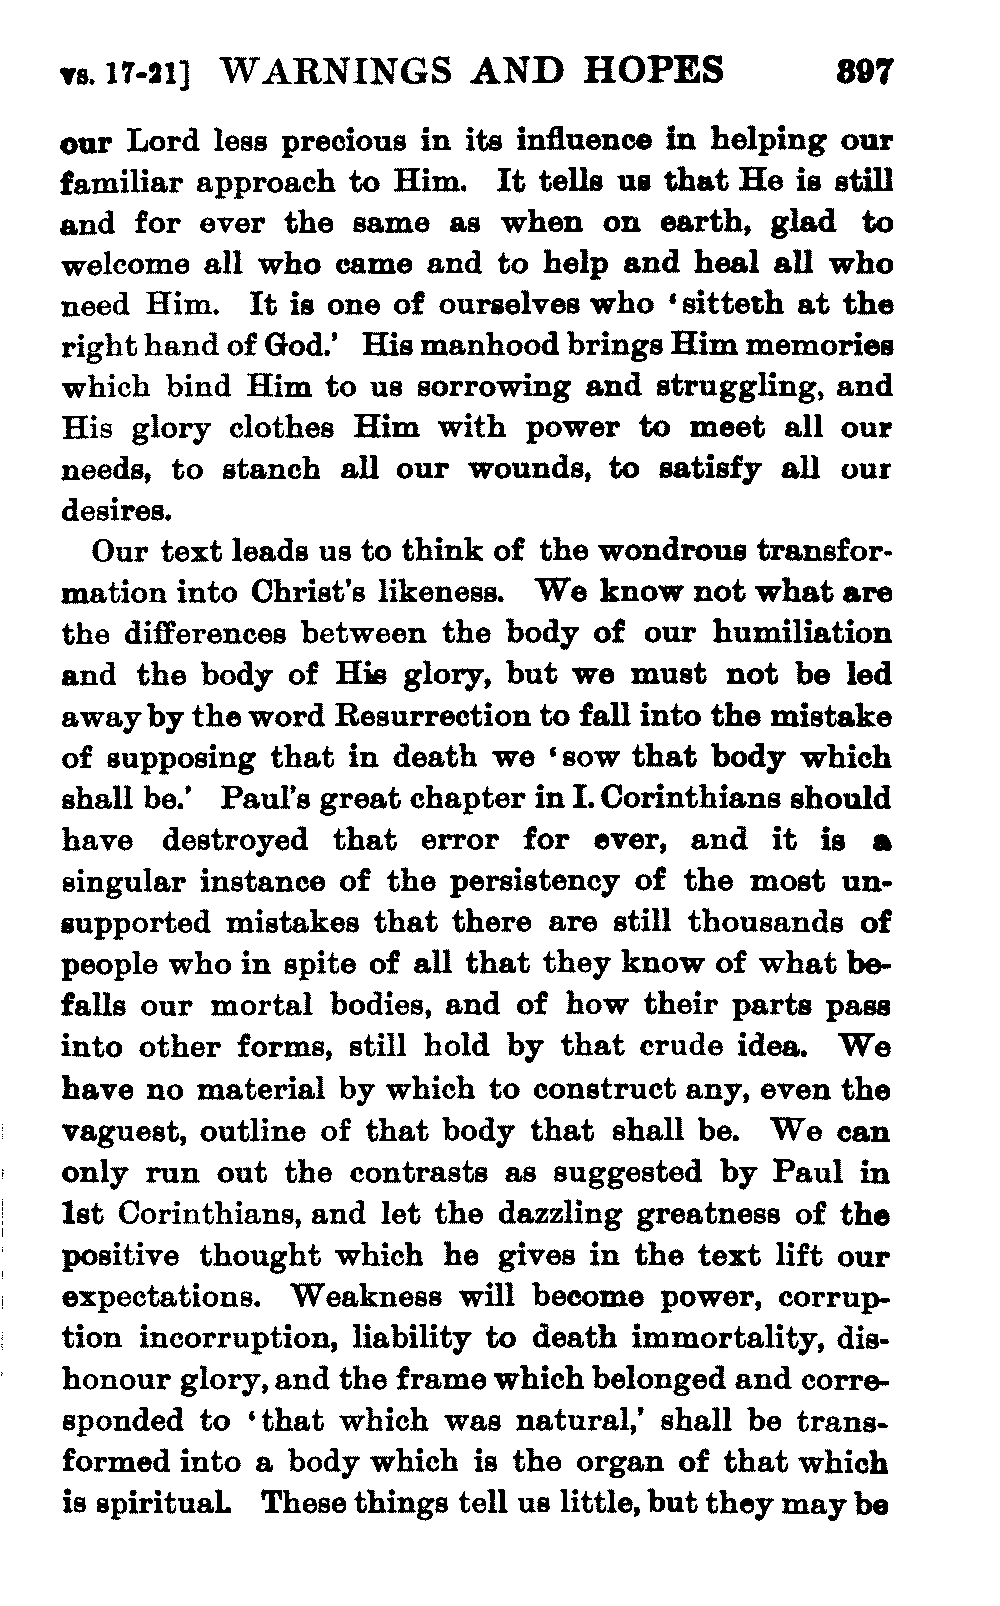 vs. 17-21] WARNINGS AND HOPES 397
our Lord less precious in its influence in helping our
familiar approach to Him. It tells us that He is still
and for ever the same as when on earth, glad to
welcome all who came and to help and heal all who
need Him. It is one of ourselves who ‘sitteth at the
right hand of God.’ His manhood brings Him memories
which bind Him to us sorrowing and struggling, and
His glory clothes Him with power to meet all our
needs, to stanch all our wounds, to satisfy all our
desires.
Our text leads us to think of the wondrous transfor-
mation into Christ's likeness. We know not what are
the differences between the body of our humiliation
and the body of His glory, but we must not be led
away by the word Resurrection to fall into the mistake
of supposing that in death we ‘sow that body which
shall be.’ Paul's great chapter in I. Corinthians should
have destroyed that error for ever, and it is a
singular instance of the persistency of the most un-
supported mistakes that there are still thousands of
people who in spite of all that they know of what be-
falls our mortal bodies, and of how their parts pass
into other forms, still hold by that crude idea. We
have no material by which to construct any, even the
vaguest, outline of that body that shall be. We can
only run out the contrasts as suggested by Paul in
1st Corinthians, and let the dazzling greatness of the
positive thought which he gives in the text lift our
expectations. Weakness will become power, corrup-
tion incorruption, liability to death immortality, dis-
honour glory, and the frame which belonged and corre-
sponded to ‘that which was natural,’ shall be trans-
formed into a body which is the organ of that which
is spiritual. These things tell us little, but they may be